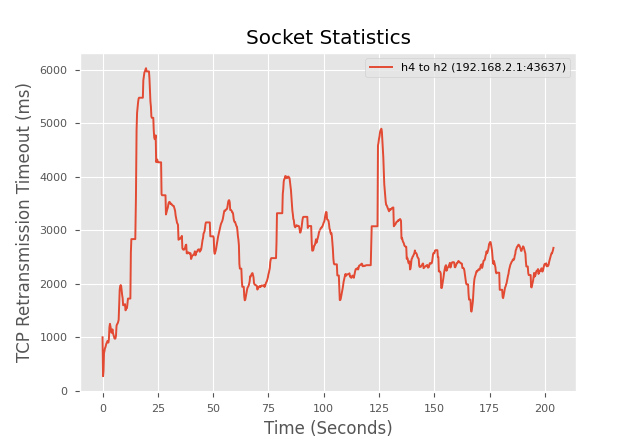 Socket Statistics
h4 to h2 (192.168.2.1:43637)
TCP Retransmission Timeout (ms)
6000
5000
4000
3000
2000
1000
0
0 25 50 75 100 125 150 175 200
Time (Seconds)